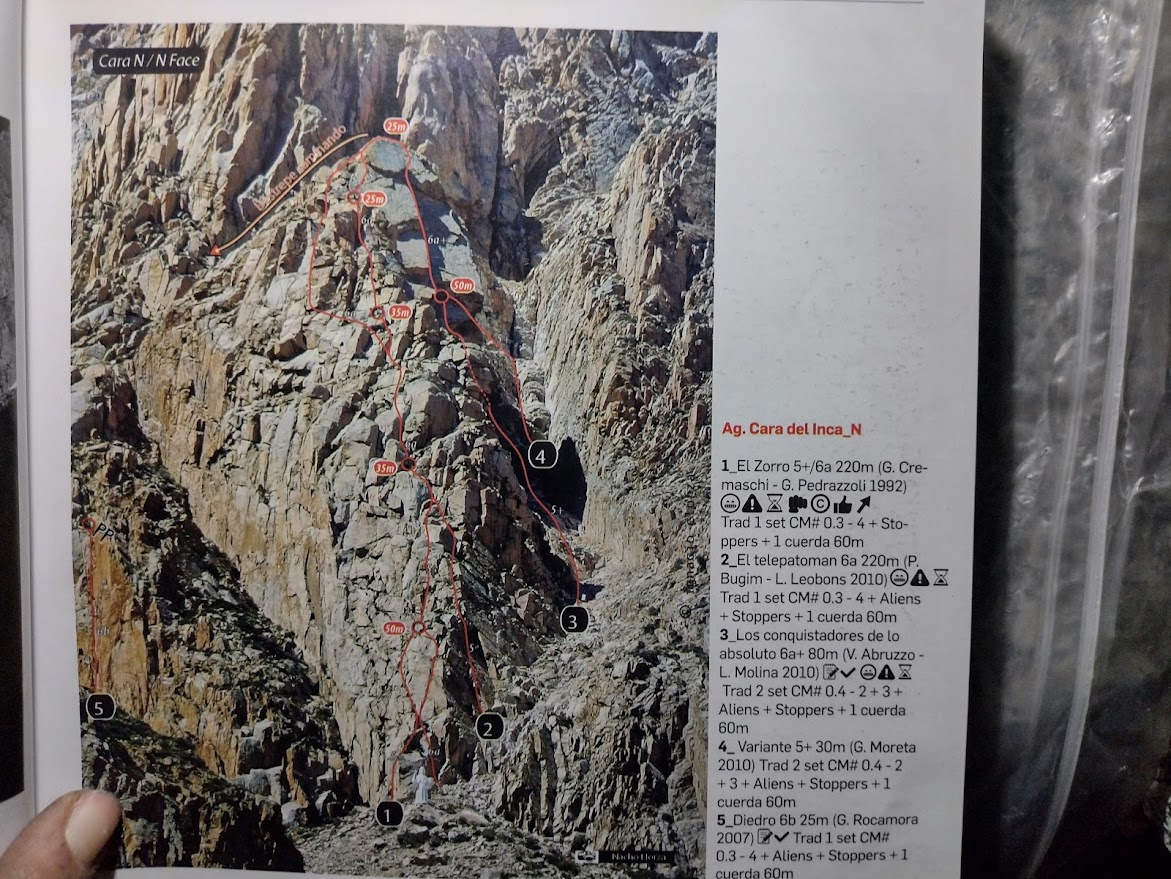 Cara N / N Face
25m
25m
6a+
50m
35m
6a
35m
5+
50m
5
4
3
2
1
6b
Nacho Elorza
Ag. Cara del Inca_N
1_El Zorro 5+/6a 220m (G. Cre-
maschi - G. Pedrazzoli 1992)
Trad 1 set CM# 0.3 - 4 + Sto-
ppers + 1 cuerda 60m
2_El telepatoman 6a 220m (P.
Bugim - L. Leobons 2010)
Trad 1 set CM# 0.3 - 4 + Aliens
+ Stoppers + 1 cuerda 60m
3_Los conquistadores de lo
absoluto 6a+ 80m (V. Abruzzo -
L. Molina 2010)
Trad 2 set CM# 0.4 - 2 + 3 +
Aliens + Stoppers + 1 cuerda
60m
4_ Variante 5+ 30m (G. Moreta
2010) Trad 2 set CM# 0.4 - 2
+ 3 + Aliens + Stoppers + 1
cuerda 60m
5_Diedro 6b 25m (G. Rocamora
2007) Trad 1 set CM#
0.3 - 4 + Aliens + Stoppers + 1
cuerda 60m